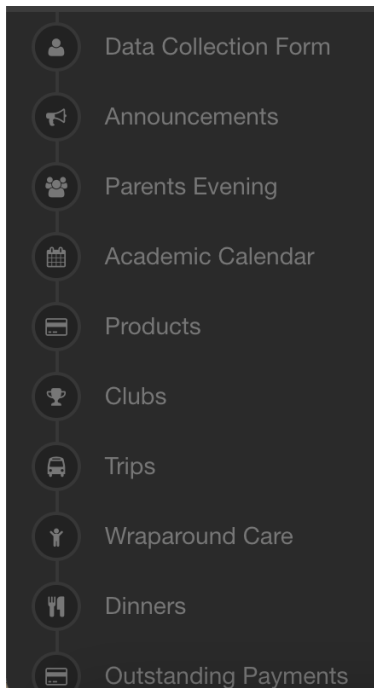 Data Collection Form
Announcements
Parents Evening
Academic Calendar
Products
Clubs
Trips
Wraparound Care
Dinners
Outstanding Payments